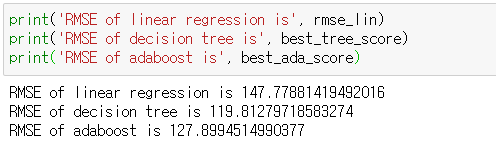 print('RMSE of linear regression is', rmse_lin)
print('RMSE of decision tree is', best_tree_score)
print('RMSE of adaboost is', best_ada_score)
RMSE of linear regression is 147.77881419492016
RMSE of decision tree is 119.81279718583274
RMSE of adaboost is 127.8994514990377